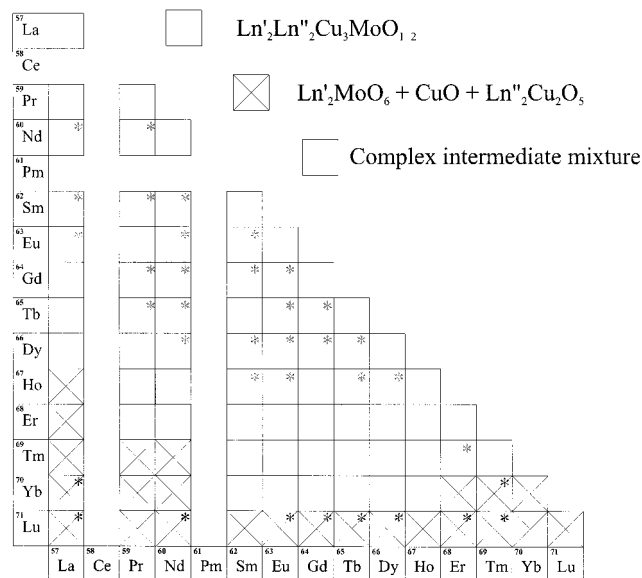 57
La
Ln'₂Ln"₂Cu₃MoO₁₂
58
Ce
59
Pr
Ln'₂MoO₆ + CuO + Ln"₂Cu₂O₅
60
Nd * *
Complex intermediate mixture
61
Pm
62
Sm * * *
63
Eu * * *
64
Gd * * * *
65
Tb * * * *
66
Dy * * * * *
67
Ho * * * *
68
Er
69
Tm *
70
Yb * *
71
Lu * * * * * * * *
57 58 59 60 61 62 63 64 65 66 67 68 69 70 71
La Ce Pr Nd Pm Sm Eu Gd Tb Dy Ho Er Tm Yb Lu